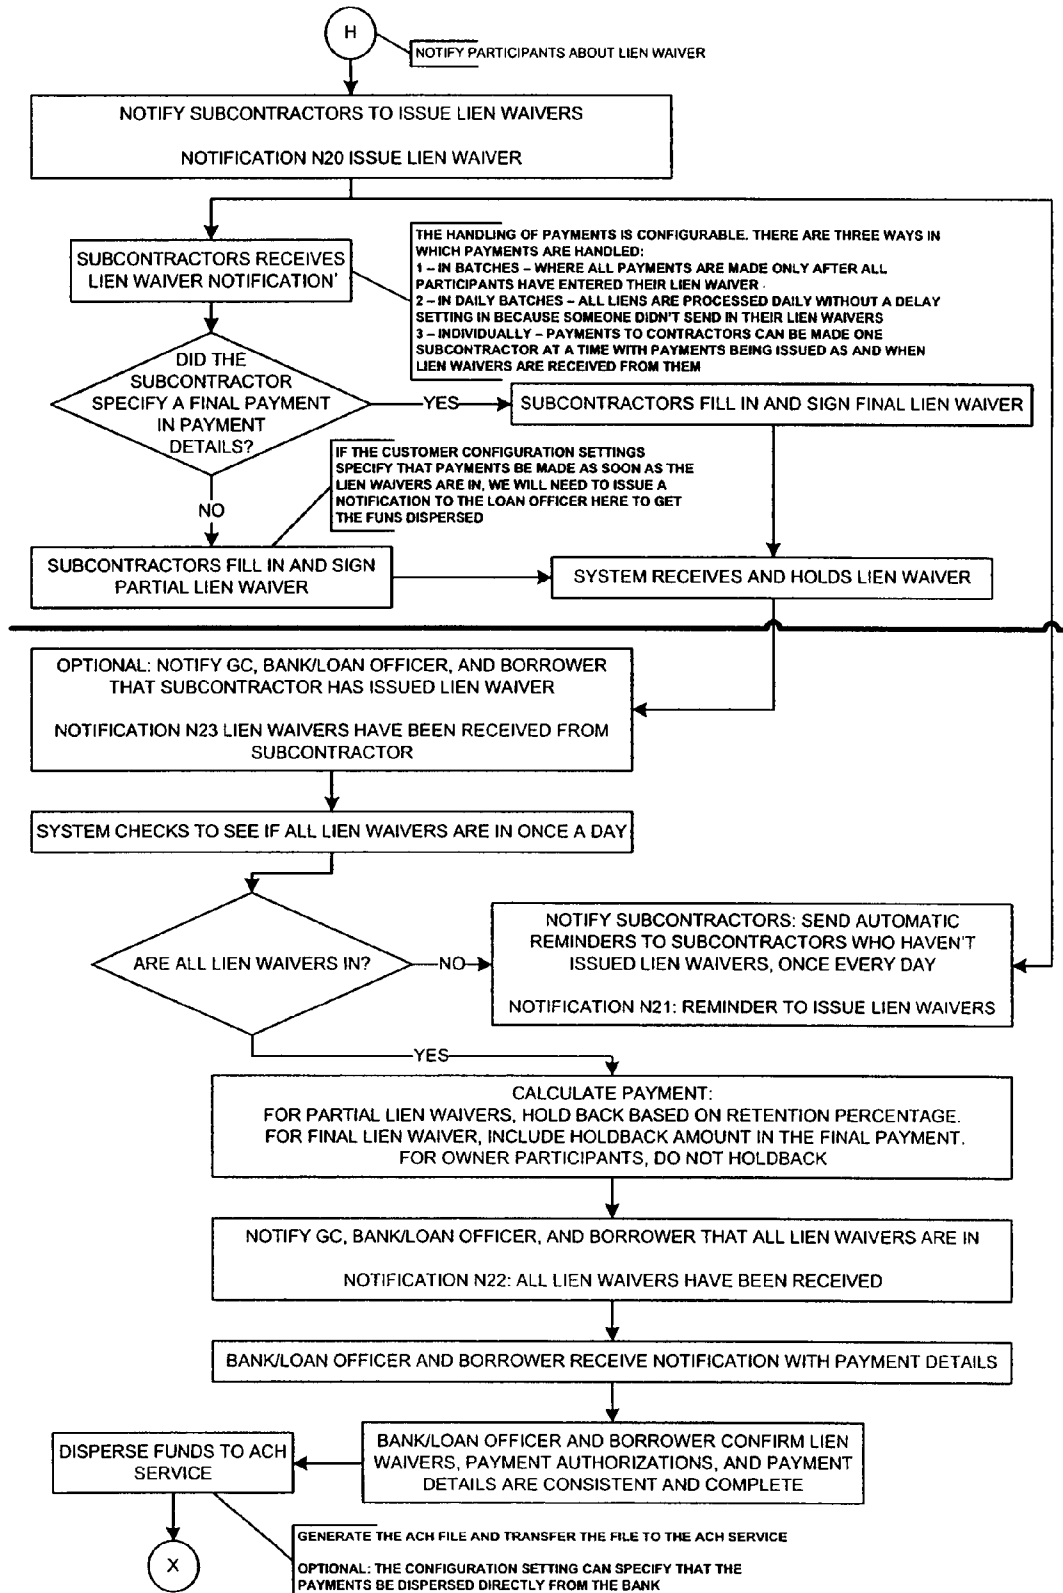 H
NOTIFY PARTICIPANTS ABOUT LIEN WAIVER
NOTIFY SUBCONTRACTORS TO ISSUE LIEN WAIVERS
NOTIFICATION N20 ISSUE LIEN WAIVER
SUBCONTRACTORS RECEIVES
LIEN WAIVER NOTIFICATION'
THE HANDLING OF PAYMENTS IS CONFIGURABLE. THERE ARE THREE WAYS IN
WHICH PAYMENTS ARE HANDLED:
1 – IN BATCHES – WHERE ALL PAYMENTS ARE MADE ONLY AFTER ALL
PARTICIPANTS HAVE ENTERED THEIR LIEN WAIVER
2 – IN DAILY BATCHES – ALL LIENS ARE PROCESSED DAILY WITHOUT A DELAY
SETTING IN BECAUSE SOMEONE DIDN'T SEND IN THEIR LIEN WAIVERS
3 – INDIVIDUALLY – PAYMENTS TO CONTRACTORS CAN BE MADE ONE
SUBCONTRACTOR AT A TIME WITH PAYMENTS BEING ISSUED AS AND WHEN
LIEN WAIVERS ARE RECEIVED FROM THEM
DID THE
SUBCONTRACTOR
SPECIFY A FINAL PAYMENT
IN PAYMENT
DETAILS?
YES
SUBCONTRACTORS FILL IN AND SIGN FINAL LIEN WAIVER
IF THE CUSTOMER CONFIGURATION SETTINGS
SPECIFY THAT PAYMENTS BE MADE AS SOON AS THE
LIEN WAIVERS ARE IN, WE WILL NEED TO ISSUE A
NOTIFICATION TO THE LOAN OFFICER HERE TO GET
THE FUNS DISPERSED
NO
SUBCONTRACTORS FILL IN AND SIGN
PARTIAL LIEN WAIVER
SYSTEM RECEIVES AND HOLDS LIEN WAIVER
OPTIONAL: NOTIFY GC, BANK/LOAN OFFICER, AND BORROWER
THAT SUBCONTRACTOR HAS ISSUED LIEN WAIVER
NOTIFICATION N23 LIEN WAIVERS HAVE BEEN RECEIVED FROM
SUBCONTRACTOR
SYSTEM CHECKS TO SEE IF ALL LIEN WAIVERS ARE IN ONCE A DAY
ARE ALL LIEN WAIVERS IN?
NO
NOTIFY SUBCONTRACTORS: SEND AUTOMATIC
REMINDERS TO SUBCONTRACTORS WHO HAVEN'T
ISSUED LIEN WAIVERS, ONCE EVERY DAY
NOTIFICATION N21: REMINDER TO ISSUE LIEN WAIVERS
YES
CALCULATE PAYMENT:
FOR PARTIAL LIEN WAIVERS, HOLD BACK BASED ON RETENTION PERCENTAGE.
FOR FINAL LIEN WAIVER, INCLUDE HOLDBACK AMOUNT IN THE FINAL PAYMENT.
FOR OWNER PARTICIPANTS, DO NOT HOLDBACK
NOTIFY GC, BANK/LOAN OFFICER, AND BORROWER THAT ALL LIEN WAIVERS ARE IN
NOTIFICATION N22: ALL LIEN WAIVERS HAVE BEEN RECEIVED
BANK/LOAN OFFICER AND BORROWER RECEIVE NOTIFICATION WITH PAYMENT DETAILS
BANK/LOAN OFFICER AND BORROWER CONFIRM LIEN
WAIVERS, PAYMENT AUTHORIZATIONS, AND PAYMENT
DETAILS ARE CONSISTENT AND COMPLETE
DISPERSE FUNDS TO ACH
SERVICE
GENERATE THE ACH FILE AND TRANSFER THE FILE TO THE ACH SERVICE
OPTIONAL: THE CONFIGURATION SETTING CAN SPECIFY THAT THE
PAYMENTS BE DISPERSED DIRECTLY FROM THE BANK
X